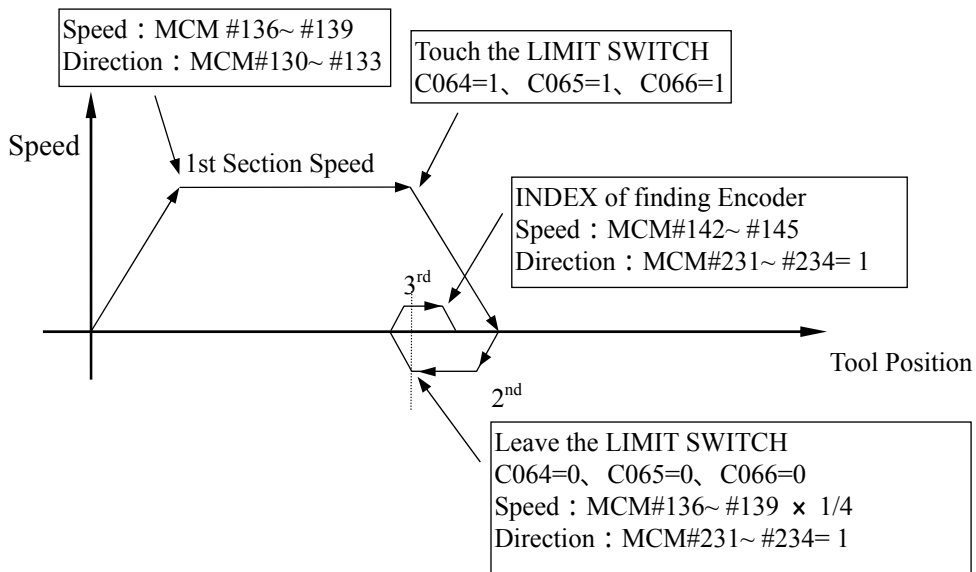 Speed：MCM #136~ #139
Direction：MCM#130~ #133
Touch the LIMIT SWITCH
C064=1、C065=1、C066=1
Speed
1st Section Speed
INDEX of finding Encoder
Speed：MCM#142~ #145
Direction：MCM#231~ #234= 1
3rd
Tool Position
2nd
Leave the LIMIT SWITCH
C064=0、C065=0、C066=0
Speed：MCM#136~ #139 × 1/4
Direction：MCM#231~ #234= 1